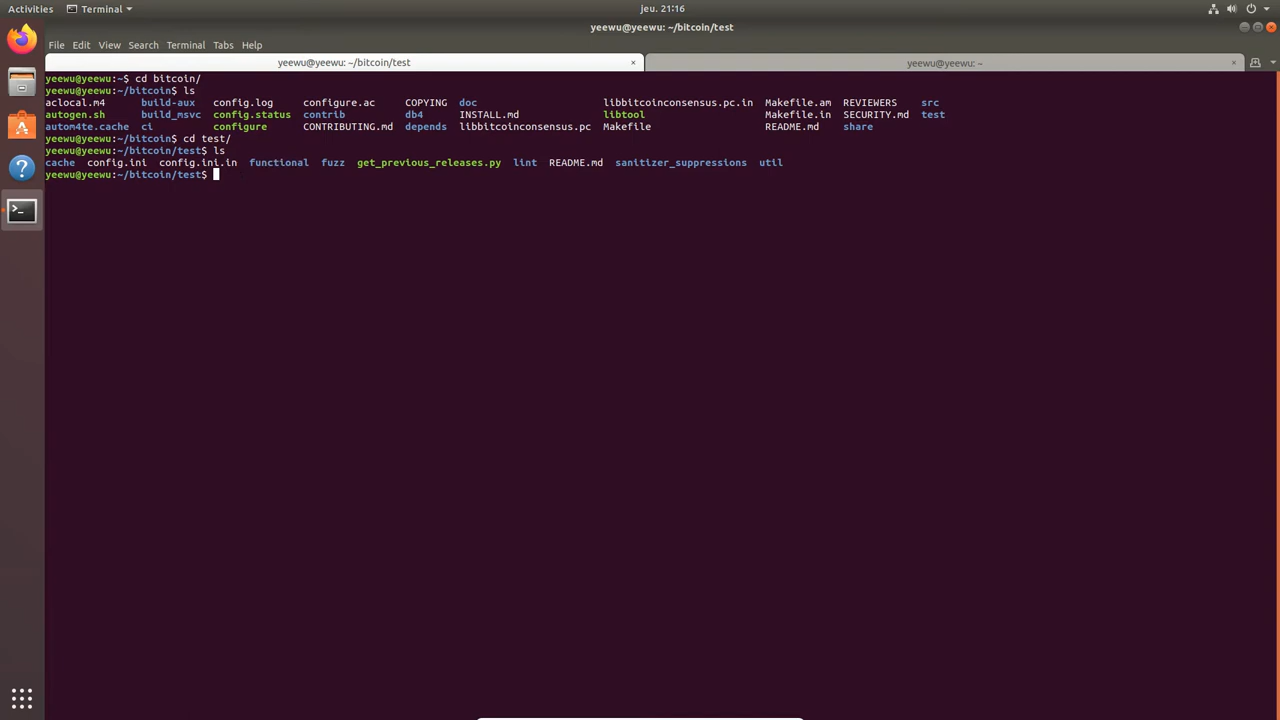 Activities Terminal jeu. 21:16
yeewu@yeewu: ~/bitcoin/test
File Edit View Search Terminal Tabs Help
yeewu@yeewu: ~/bitcoin/test × yeewu@yeewu: ~ ×
yeewu@yeewu:~$ cd bitcoin/
yeewu@yeewu:~/bitcoin$ ls
aclocal.m4 build-aux config.log configure.ac COPYING doc libbitcoinconsensus.pc.in Makefile.am REVIEWERS src
autogen.sh build_msvc config.status contrib db4 INSTALL.md libtool Makefile.in SECURITY.md test
autom4te.cache ci configure CONTRIBUTING.md depends libbitcoinconsensus.pc Makefile README.md share
yeewu@yeewu:~/bitcoin$ cd test/
yeewu@yeewu:~/bitcoin/test$ ls
cache config.ini config.ini.in functional fuzz get_previous_releases.py lint README.md sanitizer_suppressions util
yeewu@yeewu:~/bitcoin/test$